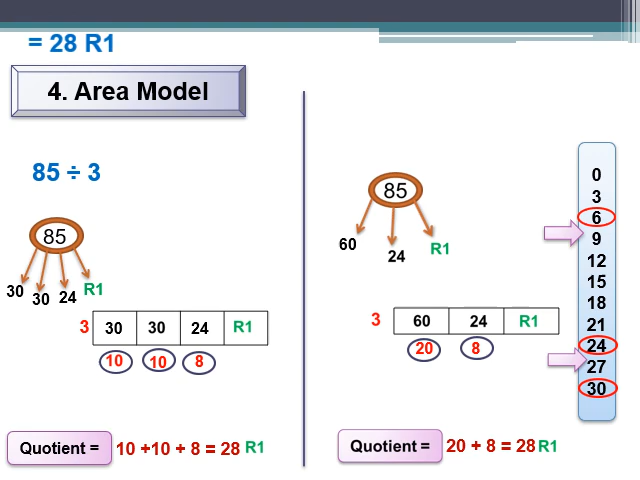 = 28 R1
4. Area Model
85 ÷ 3
85
30 30 24 R1
3 30 30 24 R1
10 10 8
Quotient = 10 +10 + 8 = 28 R1
85
60 24 R1
3 60 24 R1
20 8
Quotient = 20 + 8 = 28 R1
0
3
6
9
12
15
18
21
24
27
30